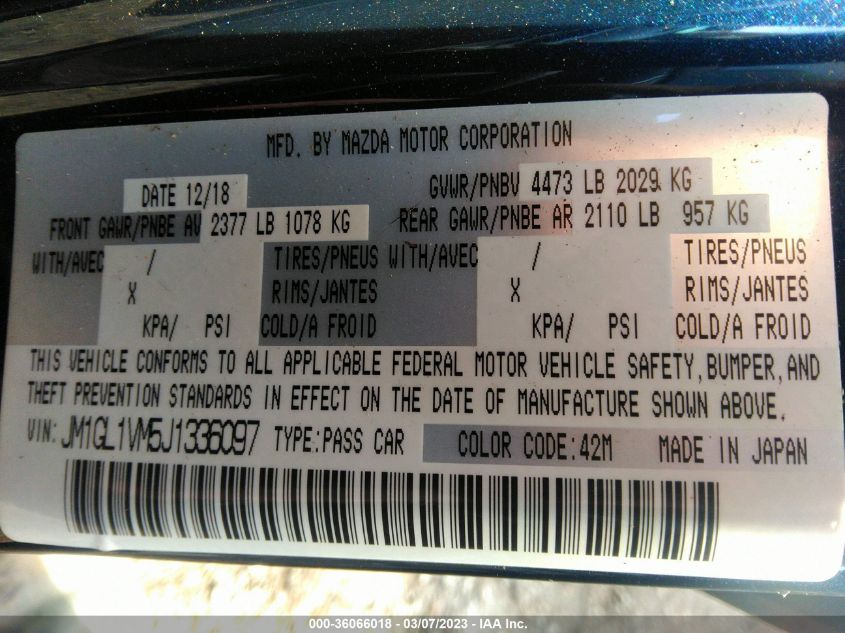 MFD. BY MAZDA MOTOR CORPORATION
DATE 12/18 GVWR/PNBV 4473 LB 2029 KG
FRONT GAWR/PNBE AV 2377 LB 1078 KG REAR GAWR/PNBE AR 2110 LB 957 KG
WITH/AVEC / TIRES/PNEUS WITH/AVEC / TIRES/PNEUS
X RIMS/JANTES X RIMS/JANTES
KPA/ PSI COLD/A FROID KPA/ PSI COLD/A FROID
THIS VEHICLE CONFORMS TO ALL APPLICABLE FEDERAL MOTOR VEHICLE SAFETY, BUMPER, AND
THEFT PREVENTION STANDARDS IN EFFECT ON THE DATE OF MANUFACTURE SHOWN ABOVE.
VIN: JM1GL1VM5J1336097 TYPE:PASS CAR COLOR CODE:42M MADE IN JAPAN
000-36066018 - 03/07/2023 - © IAA Inc.